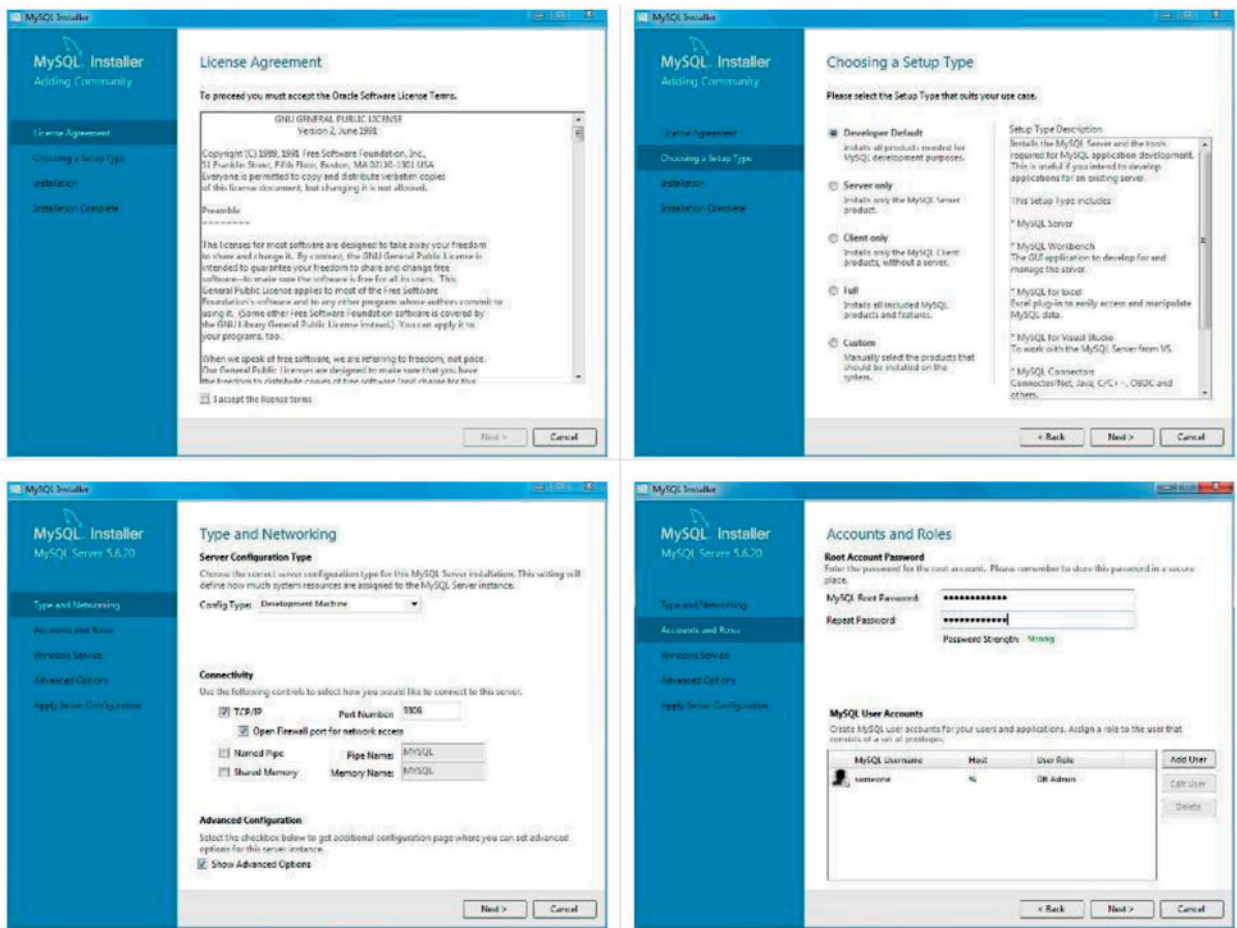 MySQL Installer
MySQL Installer
Adding Community
License Agreement
Choosing a Setup Type
Installation
Installation Complete
License Agreement
To proceed you must accept the Oracle Software License Terms.
GNU GENERAL PUBLIC LICENSE
Version 2, June 1991
Copyright (C) 1989, 1991 Free Software Foundation, Inc.,
51 Franklin Street, Fifth Floor, Boston, MA 02110-1301 USA
Everyone is permitted to copy and distribute verbatim copies
of this license document, but changing it is not allowed.
Preamble
========
The licenses for most software are designed to take away your freedom
to share and change it. By contrast, the GNU General Public License is
intended to guarantee your freedom to share and change free
software--to make sure the software is free for all its users. This
General Public License applies to most of the Free Software
Foundation's software and to any other program whose authors commit to
using it. (Some other Free Software Foundation software is covered by
the GNU Library General Public License instead.) You can apply it to
your programs, too.
When we speak of free software, we are referring to freedom, not price.
Our General Public Licenses are designed to make sure that you have
the freedom to distribute copies of free software (and charge for this
I accept the license terms
Next >
Cancel
MySQL Installer
MySQL Installer
Adding Community
License Agreement
Choosing a Setup Type
Installation
Installation Complete
Choosing a Setup Type
Please select the Setup Type that suits your use case.
Developer Default
Installs all products needed for
MySQL development purposes.
Server only
Installs only the MySQL Server
product.
Client only
Installs only the MySQL Client
products, without a server.
Full
Installs all included MySQL
products and features.
Custom
Manually select the products that
should be installed on the
system.
Setup Type Description
Installs the MySQL Server and the tools
required for MySQL application development.
This is useful if you intend to develop
applications for an existing server.
This Setup Type includes:
* MySQL Server
* MySQL Workbench
The GUI application to develop for and
manage the server.
* MySQL for Excel
Excel plug-in to easily access and manipulate
MySQL data.
* MySQL for Visual Studio
To work with the MySQL Server from VS.
* MySQL Connectors
Connector/Net, Java, C/C++, OBDC and
others.
< Back
Next >
Cancel
MySQL Installer
MySQL Installer
MySQL Server 5.6.20
Type and Networking
Accounts and Roles
Windows Service
Advanced Options
Apply Server Configuration
Type and Networking
Server Configuration Type
Choose the correct server configuration type for this MySQL Server installation. This setting will
define how much system resources are assigned to the MySQL Server instance.
Config Type: Development Machine
Connectivity
Use the following controls to select how you would like to connect to this server.
TCP/IP Port Number: 3306
Open Firewall port for network access
Named Pipe Pipe Name: MYSQL
Shared Memory Memory Name: MYSQL
Advanced Configuration
Select the checkbox below to get additional configuration page where you can set advanced
options for this server instance.
Show Advanced Options
Next >
Cancel
MySQL Installer
MySQL Installer
MySQL Server 5.6.20
Type and Networking
Accounts and Roles
Windows Service
Advanced Options
Apply Server Configuration
Accounts and Roles
Root Account Password
Enter the password for the root account. Please remember to store this password in a secure
place.
MySQL Root Password: ●●●●●●●●●●●●
Repeat Password: ●●●●●●●●●●●●
Password Strength: Strong
MySQL User Accounts
Create MySQL user accounts for your users and applications. Assign a role to the user that
consists of a set of privileges.
MySQL Username Host User Role
someone % DB Admin
Add User
Edit User
Delete
< Back
Next >
Cancel